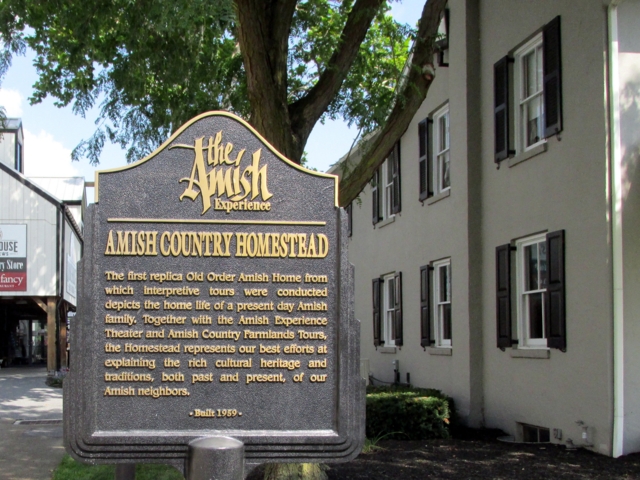 the
Amish
Experience
AMISH COUNTRY HOMESTEAD
The first replica Old Order Amish Home from
which interpretive tours were conducted
depicts the home life of a present day Amish
family. Together with the Amish Experience
Theater and Amish Country Farmlands Tours,
the Homestead represents our best efforts at
explaining the rich cultural heritage and
traditions, both past and present, of our
Amish neighbors.
• Built 1959 •
HOUSE
Store